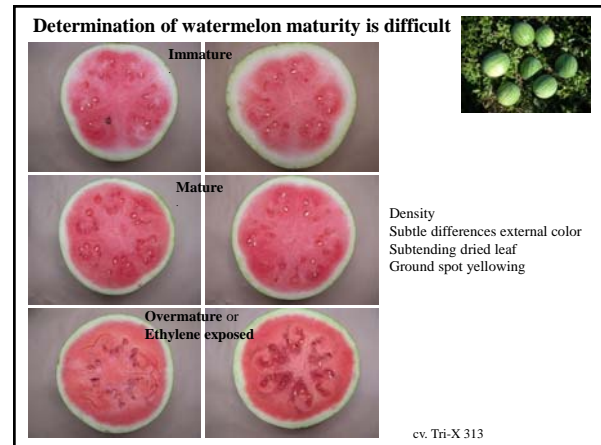 Determination of watermelon maturity is difficult
Immature
Mature
Density
Subtle differences external color
Subtending dried leaf
Ground spot yellowing
Overmature or
Ethylene exposed
cv. Tri-X 313